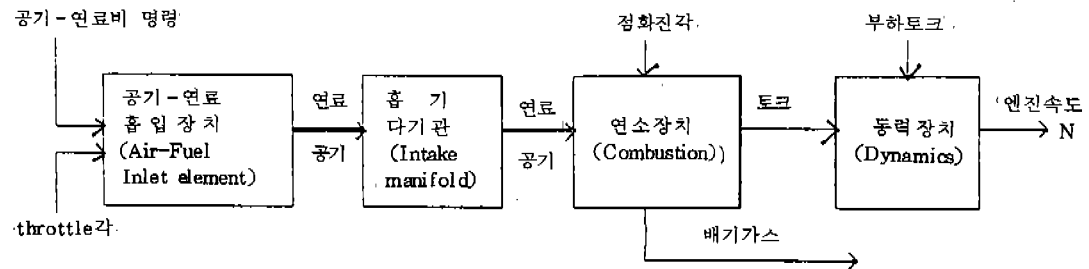 공기-연료비 명령
점화진각
부하토크
공기-연료
흡입장치
(Air-Fuel
Inlet element)
연료
공기
흡 기
다기관
(Intake
manifold)
연료
공기
연소장치
(Combustion))
토크
동력장치
(Dynamics)
엔진속도
N
throttle각
배기가스